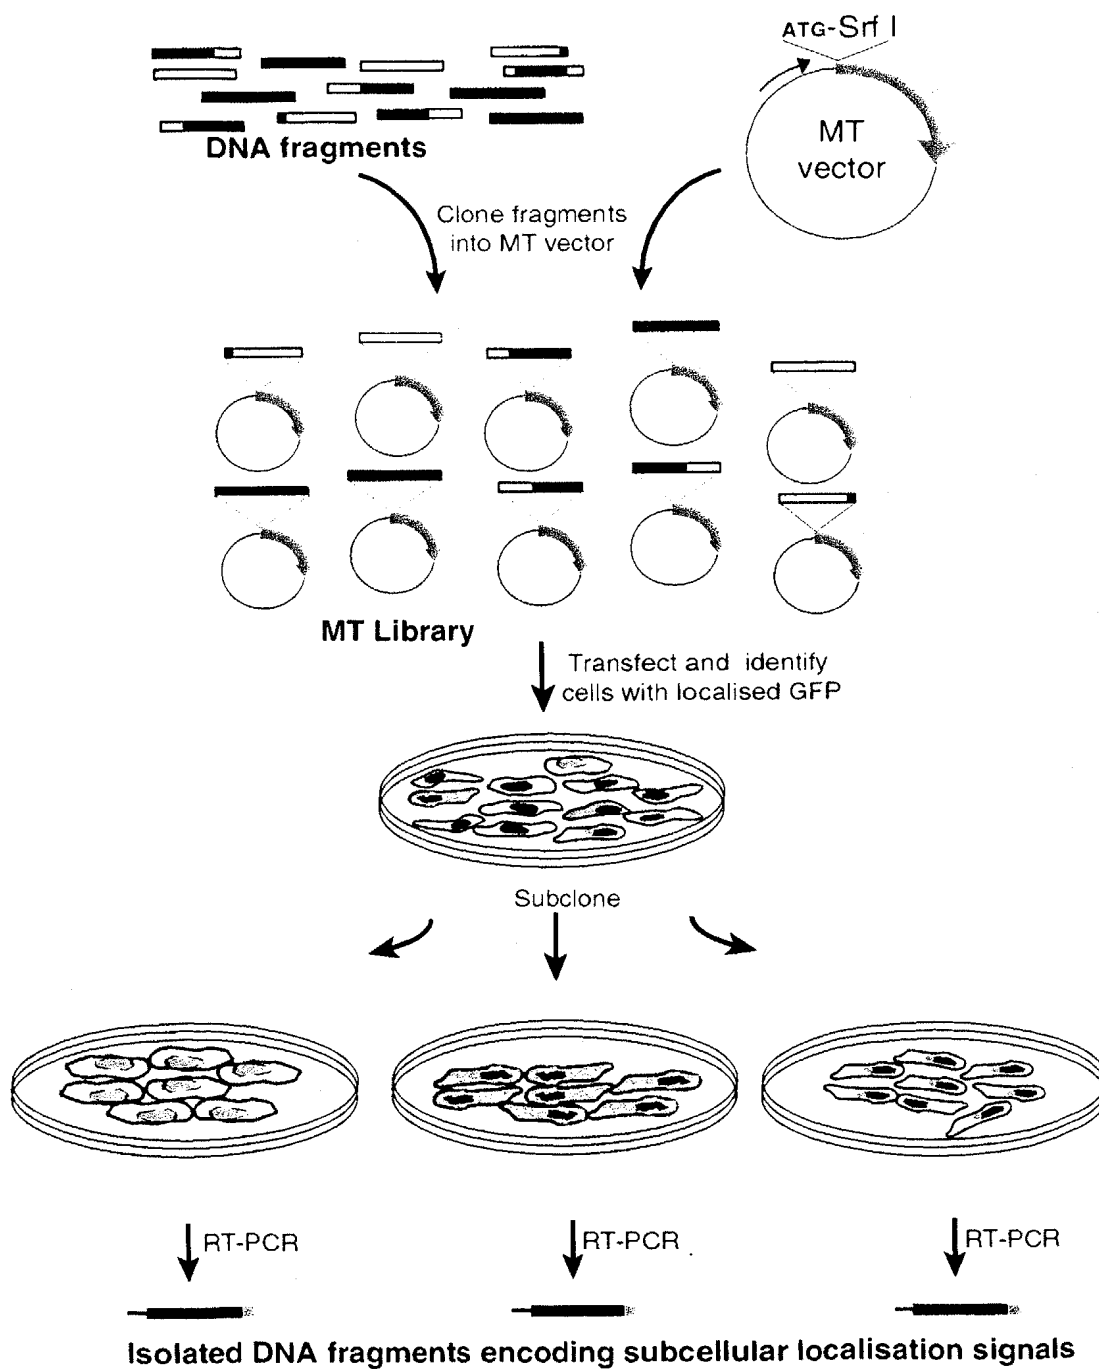 ATG-Srf I
MT
vector
DNA fragments
Clone fragments
into MT vector
MT Library
Transfect and identify
cells with localised GFP
Subclone
RT-PCR
RT-PCR
RT-PCR
Isolated DNA fragments encoding subcellular localisation signals